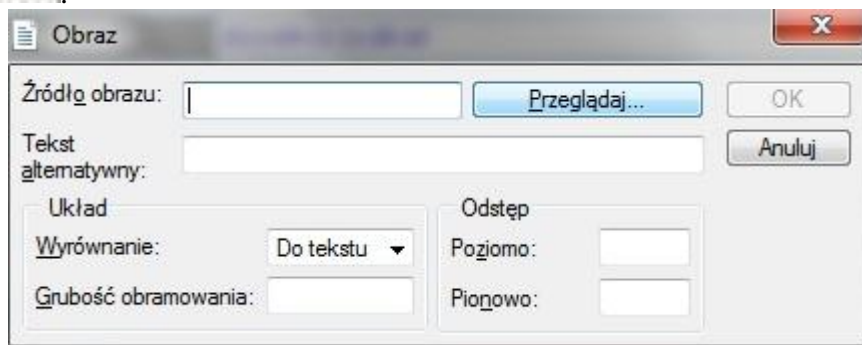 Obraz
Źródło obrazu: Przeglądaj... OK
Tekst
alternatywny: Anuluj
Układ Odstęp
Wyrównanie: Do tekstu Poziomo:
Grubość obramowania: Pionowo: